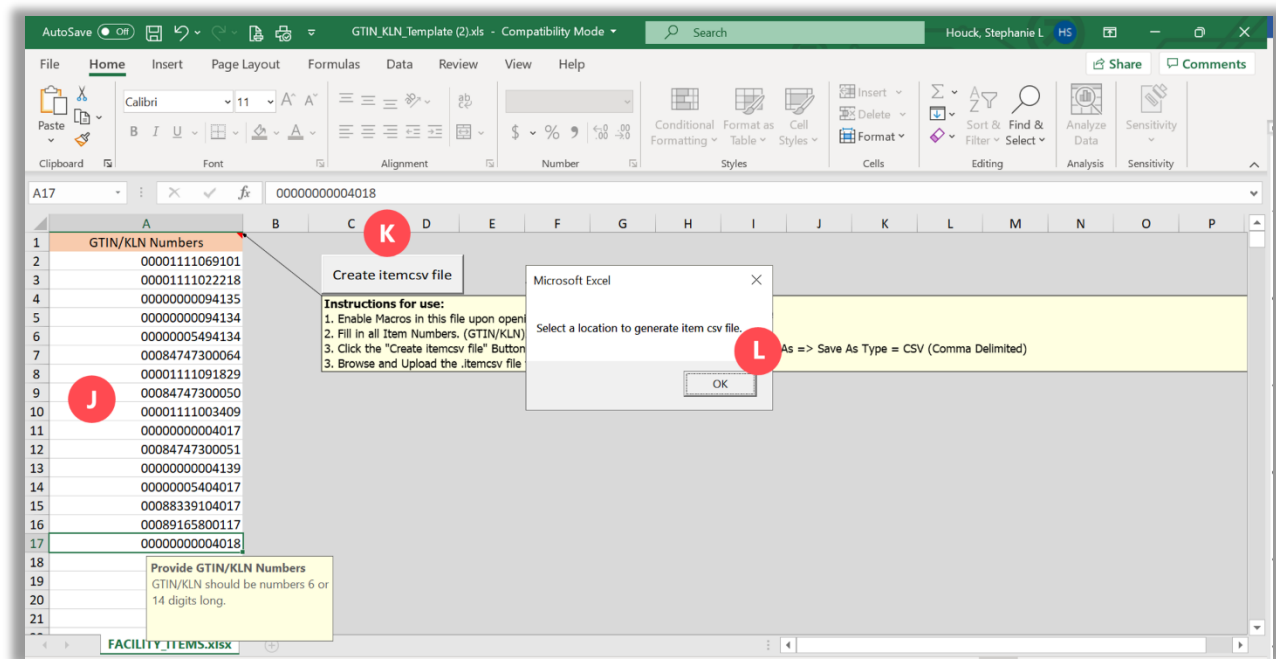 AutoSave Off GTIN_KLN_Template (2).xls - Compatibility Mode Search Houck, Stephanie L HS
File Home Insert Page Layout Formulas Data Review View Help Share Comments
Calibri 11 A^ A˅ ab Insert Σ A
Paste B I U A $ % 9 Conditional Format as Cell Delete Sort & Find & Analyze Sensitivity
Formatting Table Styles Format Filter Select Data
Clipboard Font Alignment Number Styles Cells Editing Analysis Sensitivity
A17 fx 00000000004018
A B C D E F G H I J K L M N O P
K
1 GTIN/KLN Numbers
2 00001111069101
Create itemcsv file
Microsoft Excel
3 00001111022218
4 00000000094135
Instructions for use:
5 00000000094134
1. Enable Macros in this file upon openi
6 00000005494134
2. Fill in all Item Numbers. (GTIN/KLN)
Select a location to generate item csv file.
7 00084747300064
3. Click the "Create itemcsv file" Button
L
As => Save As Type = CSV (Comma Delimited)
8 00001111091829
3. Browse and Upload the .itemcsv file
OK
9 00084747300050
J
10 00001111003409
11 00000000004017
12 00084747300051
13 00000000004139
14 00000005404017
15 00088339104017
16 00089165800117
17 00000000004018
18 Provide GTIN/KLN Numbers
19 GTIN/KLN should be numbers 6 or
20 14 digits long.
21
FACILITY_ITEMS.xlsx